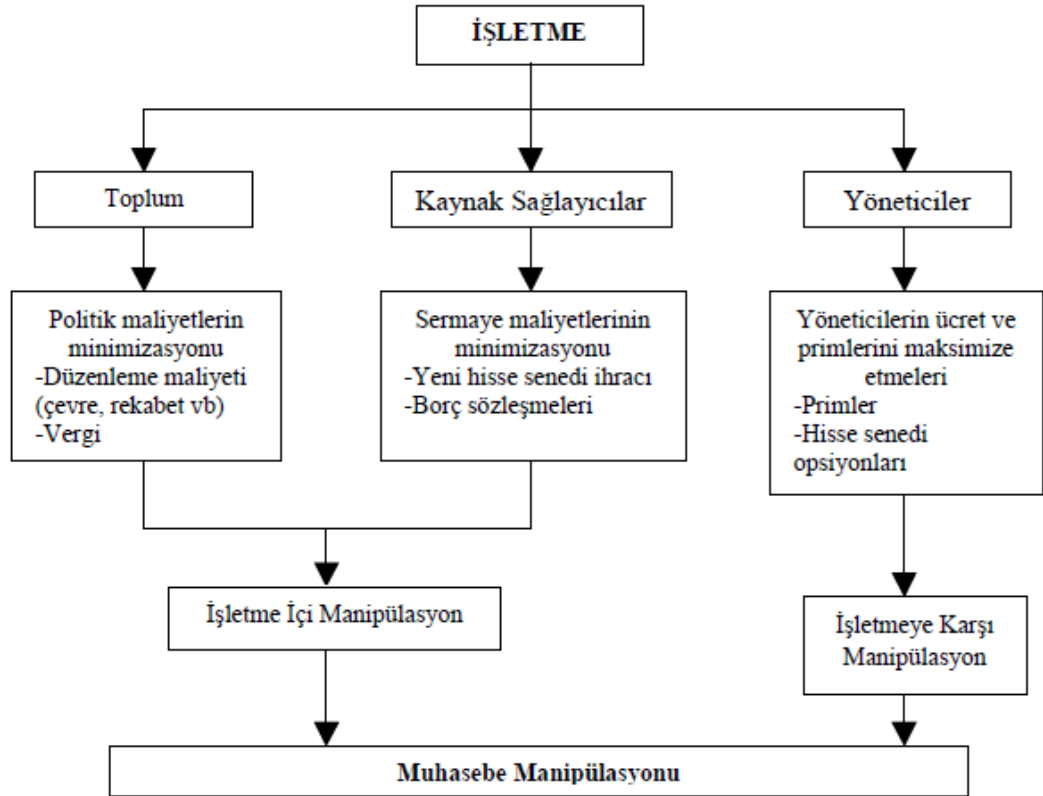 İŞLETME
Toplum
Kaynak Sağlayıcılar
Yöneticiler
Politik maliyetlerin
minimizasyonu
-Düzenleme maliyeti
(çevre, rekabet vb)
-Vergi
Sermaye maliyetlerinin
minimizasyonu
-Yeni hisse senedi ihracı
-Borç sözleşmeleri
Yöneticilerin ücret ve
primlerini maksimize
etmeleri
-Primler
-Hisse senedi
opsiyonları
İşletme İçi Manipülasyon
İşletmeye Karşı
Manipülasyon
Muhasebe Manipülasyonu